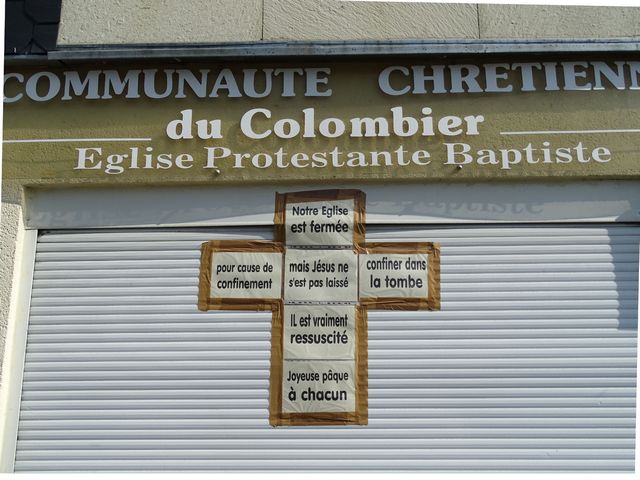 COMMUNAUTE CHRETIENN
du Colombier
Eglise Protestante Baptiste
Notre Eglise
est fermée
pour cause de
confinement
mais Jésus ne
s'est pas laissé
confiner dans
la tombe
IL est vraiment
ressuscité
Joyeuse pâque
à chacun